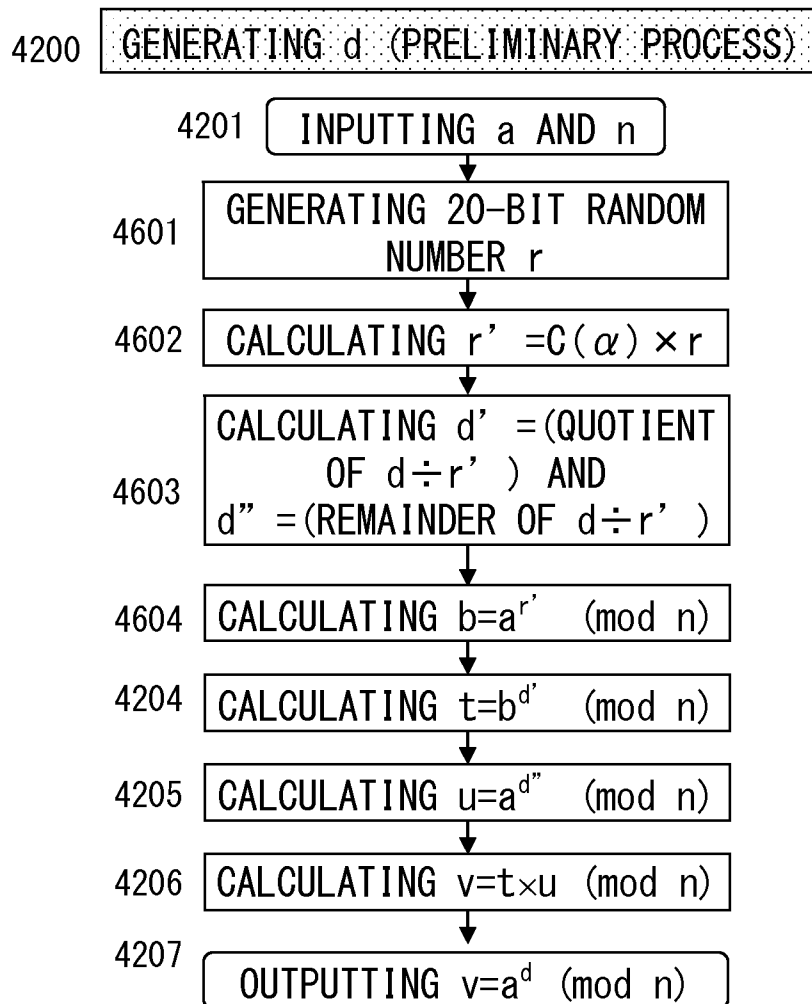 4200 GENERATING d (PRELIMINARY PROCESS)
4201 INPUTTING a AND n
4601 GENERATING 20-BIT RANDOM
NUMBER r
4602 CALCULATING r’ =C(α)×r
4603 CALCULATING d’ =(QUOTIENT
OF d÷r’ ) AND
d” =(REMAINDER OF d÷r’ )
4604 CALCULATING b=a^r’ (mod n)
4204 CALCULATING t=b^d’ (mod n)
4205 CALCULATING u=a^d” (mod n)
4206 CALCULATING v=t×u (mod n)
4207 OUTPUTTING v=a^d (mod n)